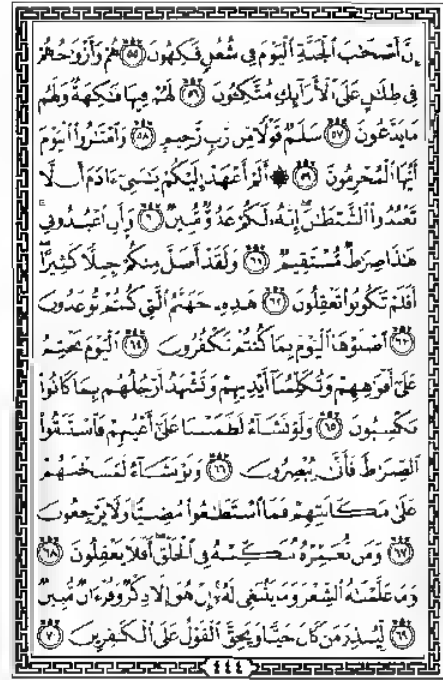 إِنَّ أَصْحَٰبَ ٱلْجَنَّةِ ٱلْيَوْمَ فِى شُغُلٍ فَٰكِهُونَ ﴿٥٥﴾ هُمْ وَأَزْوَٰجُهُمْ
فِى ظِلَٰلٍ عَلَى ٱلْأَرَآئِكِ مُتَّكِـُٔونَ ﴿٥٦﴾ لَهُمْ فِيهَا فَٰكِهَةٌ وَلَهُم
مَّا يَدَّعُونَ ﴿٥٧﴾ سَلَٰمٌ قَوْلًا مِّن رَّبٍّ رَّحِيمٍ ﴿٥٨﴾ وَٱمْتَٰزُوا۟ ٱلْيَوْمَ
أَيُّهَا ٱلْمُجْرِمُونَ ﴿٥٩﴾ ۞ أَلَمْ أَعْهَدْ إِلَيْكُمْ يَٰبَنِىٓ ءَادَمَ أَن لَّا
تَعْبُدُوا۟ ٱلشَّيْطَٰنَ إِنَّهُۥ لَكُمْ عَدُوٌّ مُّبِينٌ ﴿٦٠﴾ وَأَنِ ٱعْبُدُونِى
هَٰذَا صِرَٰطٌ مُّسْتَقِيمٌ ﴿٦١﴾ وَلَقَدْ أَضَلَّ مِنكُمْ جِبِلًّا كَثِيرًا
أَفَلَمْ تَكُونُوا۟ تَعْقِلُونَ ﴿٦٢﴾ هَٰذِهِۦ جَهَنَّمُ ٱلَّتِى كُنتُمْ تُوعَدُونَ
﴿٦٣﴾ ٱصْلَوْهَا ٱلْيَوْمَ بِمَا كُنتُمْ تَكْفُرُونَ ﴿٦٤﴾ ٱلْيَوْمَ نَخْتِمُ
عَلَىٰٓ أَفْوَٰهِهِمْ وَتُكَلِّمُنَآ أَيْدِيهِمْ وَتَشْهَدُ أَرْجُلُهُم بِمَا كَانُوا۟
يَكْسِبُونَ ﴿٦٥﴾ وَلَوْ نَشَآءُ لَطَمَسْنَا عَلَىٰٓ أَعْيُنِهِمْ فَٱسْتَبَقُوا۟
ٱلصِّرَٰطَ فَأَنَّىٰ يُبْصِرُونَ ﴿٦٦﴾ وَلَوْ نَشَآءُ لَمَسَخْنَٰهُمْ
عَلَىٰ مَكَانَتِهِمْ فَمَا ٱسْتَطَٰعُوا۟ مُضِيًّا وَلَا يَرْجِعُونَ
﴿٦٧﴾ وَمَن نُّعَمِّرْهُ نُنَكِّسْهُ فِى ٱلْخَلْقِ أَفَلَا يَعْقِلُونَ ﴿٦٨﴾
وَمَا عَلَّمْنَٰهُ ٱلشِّعْرَ وَمَا يَنۢبَغِى لَهُۥٓ إِنْ هُوَ إِلَّا ذِكْرٌ وَقُرْءَانٌ مُّبِينٌ
﴿٦٩﴾ لِّيُنذِرَ مَن كَانَ حَيًّا وَيَحِقَّ ٱلْقَوْلُ عَلَى ٱلْكَٰفِرِينَ ﴿٧٠﴾
٤٤٤